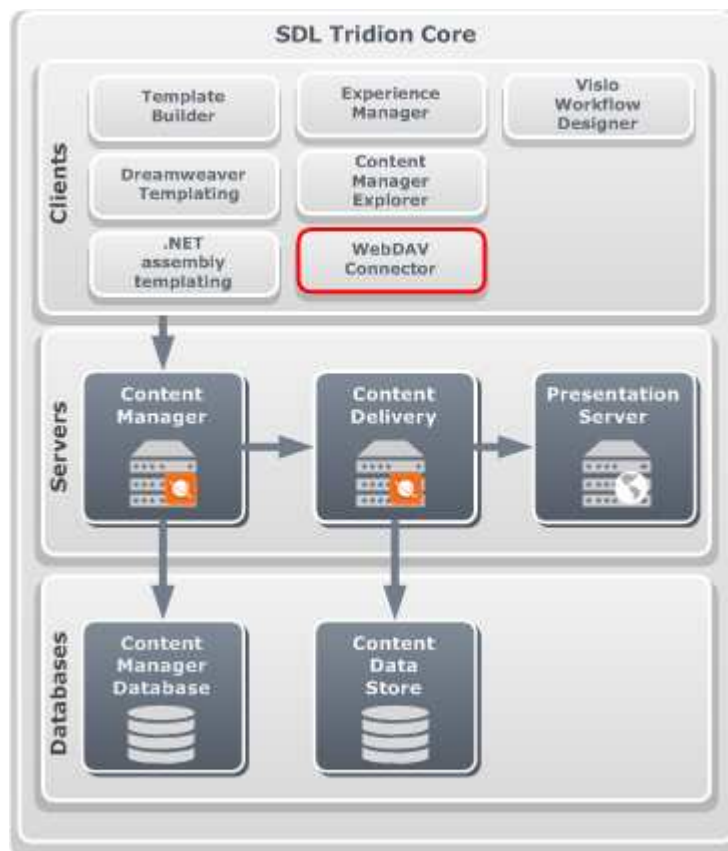 SDL Tridion Core
Clients
Template
Builder
Experience
Manager
Visio
Workflow
Designer
Dreamweaver
Templating
Content
Manager
Explorer
.NET
assembly
templating
WebDAV
Connector
Servers
Content
Manager
Content
Delivery
Presentation
Server
Databases
Content
Manager
Database
Content
Data
Store